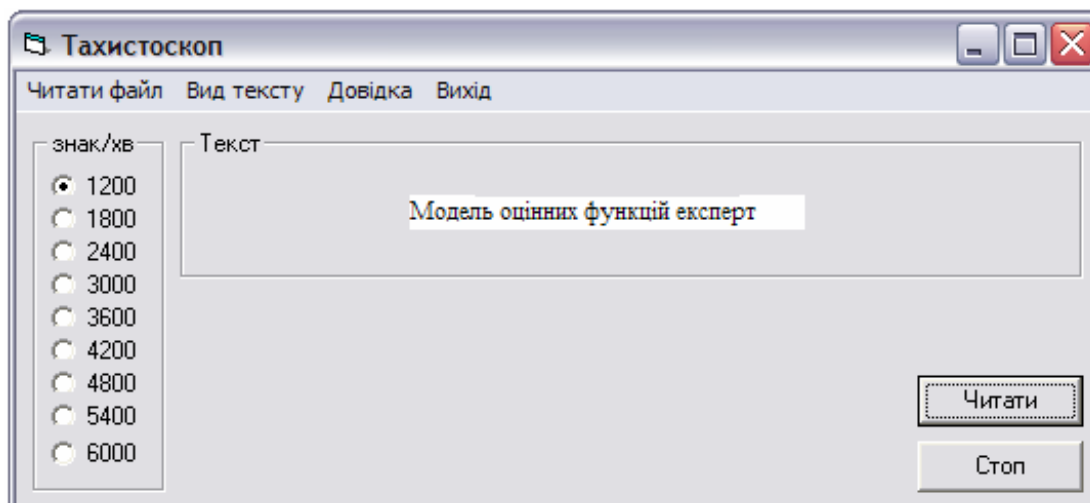 Тахистоскоп
Читати файл Вид тексту Довідка Вихід
знак/хв
1200
1800
2400
3000
3600
4200
4800
5400
6000
Текст
Модель оцінних функцій експерт
Читати
Стоп